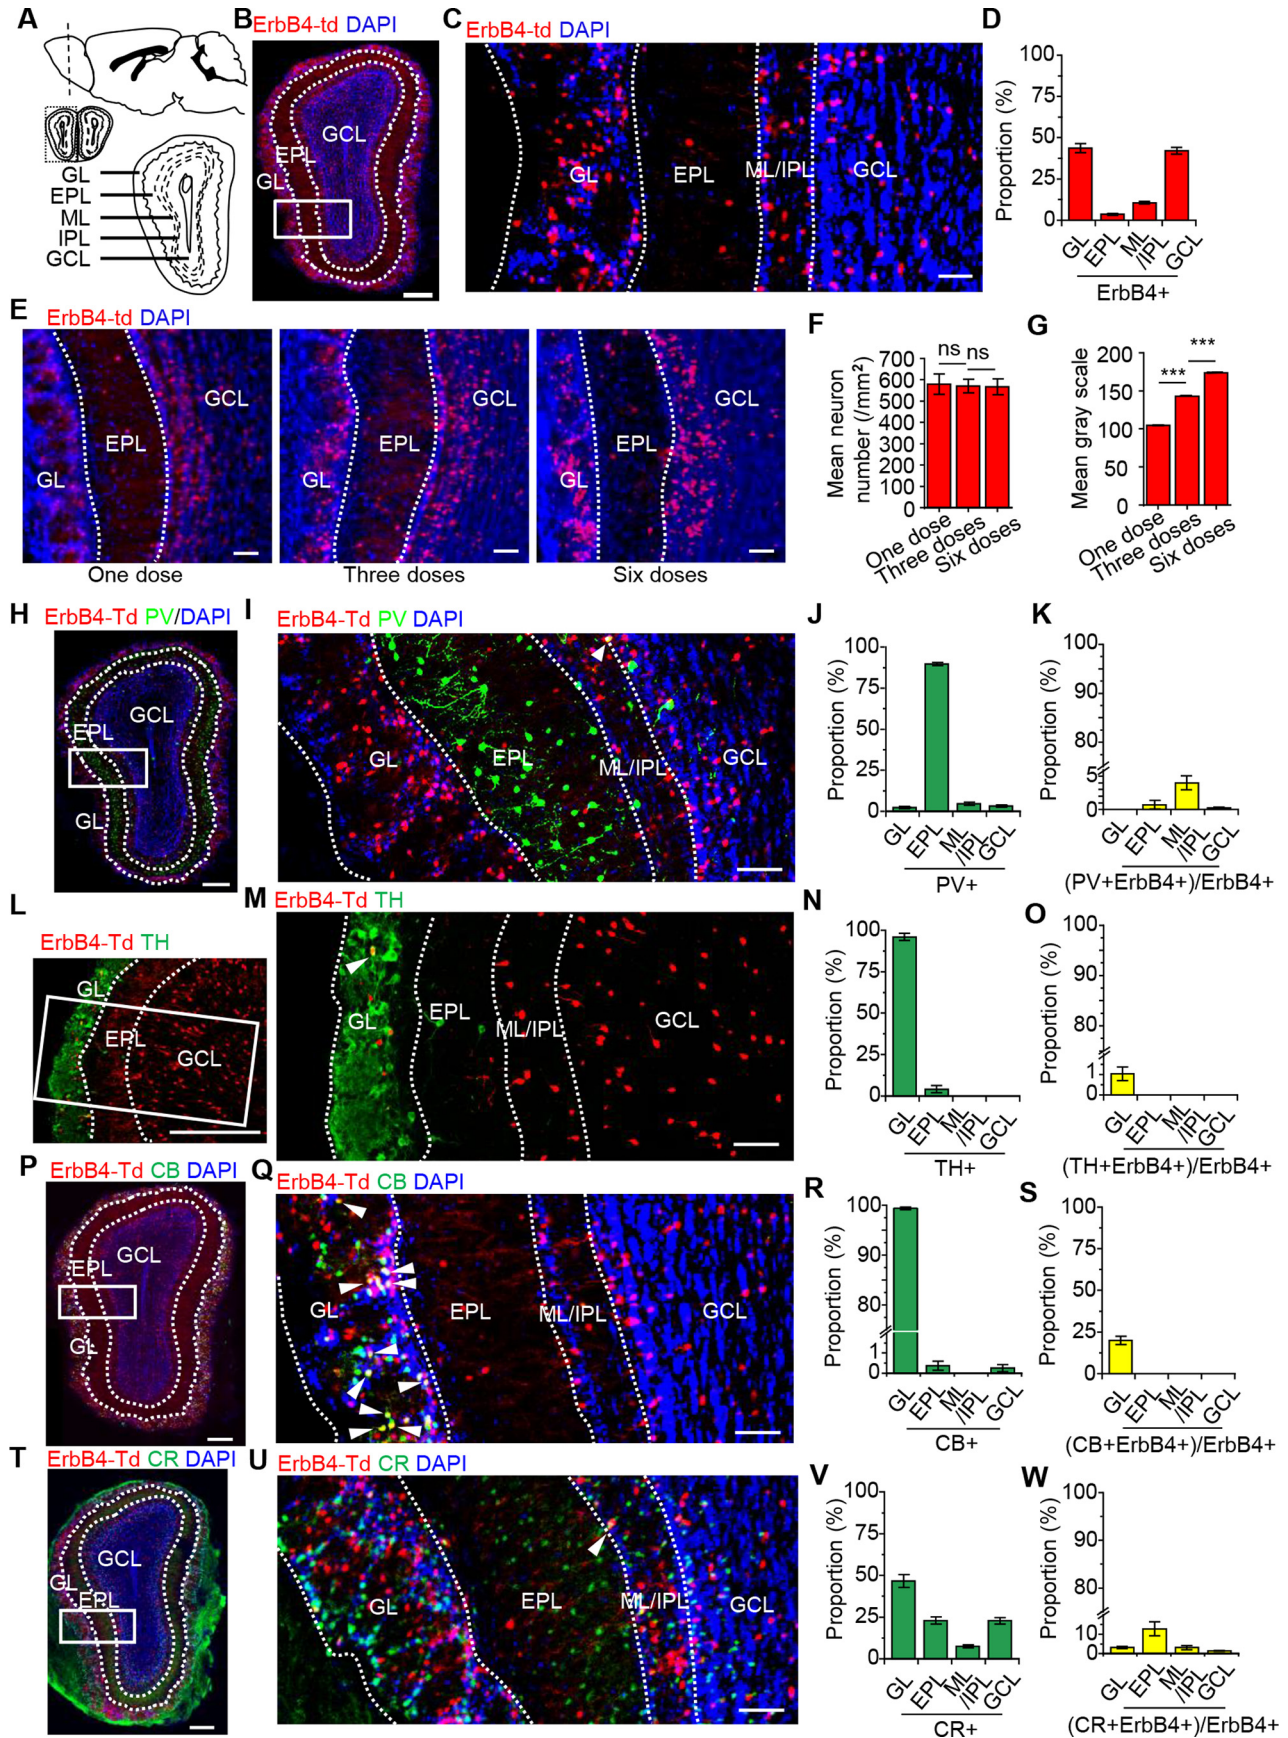 A
GL
EPL
ML
IPL
GCL
B
ErbB4-td DAPI
GCL
EPL
GL
C
ErbB4-td DAPI
GL
EPL
ML/IPL
GCL
D
Proportion (%)
100
75
50
25
0
GL
EPL
ML
/IPL
GCL
ErbB4+
E
ErbB4-td DAPI
GL
EPL
GCL
One dose
GL
EPL
GCL
Three doses
GL
EPL
GCL
Six doses
F
Mean neuron
number (/mm²)
700
600
500
400
300
200
100
0
ns
ns
One dose
Three doses
Six doses
G
Mean gray scale
200
150
100
50
0
***
***
One dose
Three doses
Six doses
H
ErbB4-Td PV/DAPI
GCL
EPL
GL
I
ErbB4-Td PV DAPI
GL
EPL
ML/IPL
GCL
J
Proportion (%)
100
75
50
25
0
GL
EPL
ML
/IPL
GCL
PV+
K
Proportion (%)
100
90
80
5
0
GL
EPL
ML
/IPL
GCL
(PV+ErbB4+)/ErbB4+
L
ErbB4-Td TH
GL
EPL
GCL
M
ErbB4-Td TH
GL
EPL
ML/IPL
GCL
N
Proportion (%)
100
75
50
25
0
GL
EPL
ML
/IPL
GCL
TH+
O
Proportion (%)
100
90
80
1
0
GL
EPL
ML
/IPL
GCL
(TH+ErbB4+)/ErbB4+
P
ErbB4-Td CB DAPI
GCL
EPL
GL
Q
ErbB4-Td CB DAPI
GL
EPL
ML/IPL
GCL
R
Proportion (%)
100
90
80
1
0
GL
EPL
ML
/IPL
GCL
CB+
S
Proportion (%)
100
75
50
25
0
GL
EPL
ML
/IPL
GCL
(CB+ErbB4+)/ErbB4+
T
ErbB4-Td CR DAPI
GCL
GL
EPL
U
ErbB4-Td CR DAPI
GL
EPL
ML/IPL
GCL
V
Proportion (%)
100
75
50
25
0
GL
EPL
ML
/IPL
GCL
CR+
W
Proportion (%)
100
90
80
10
0
GL
EPL
ML
/IPL
GCL
(CR+ErbB4+)/ErbB4+